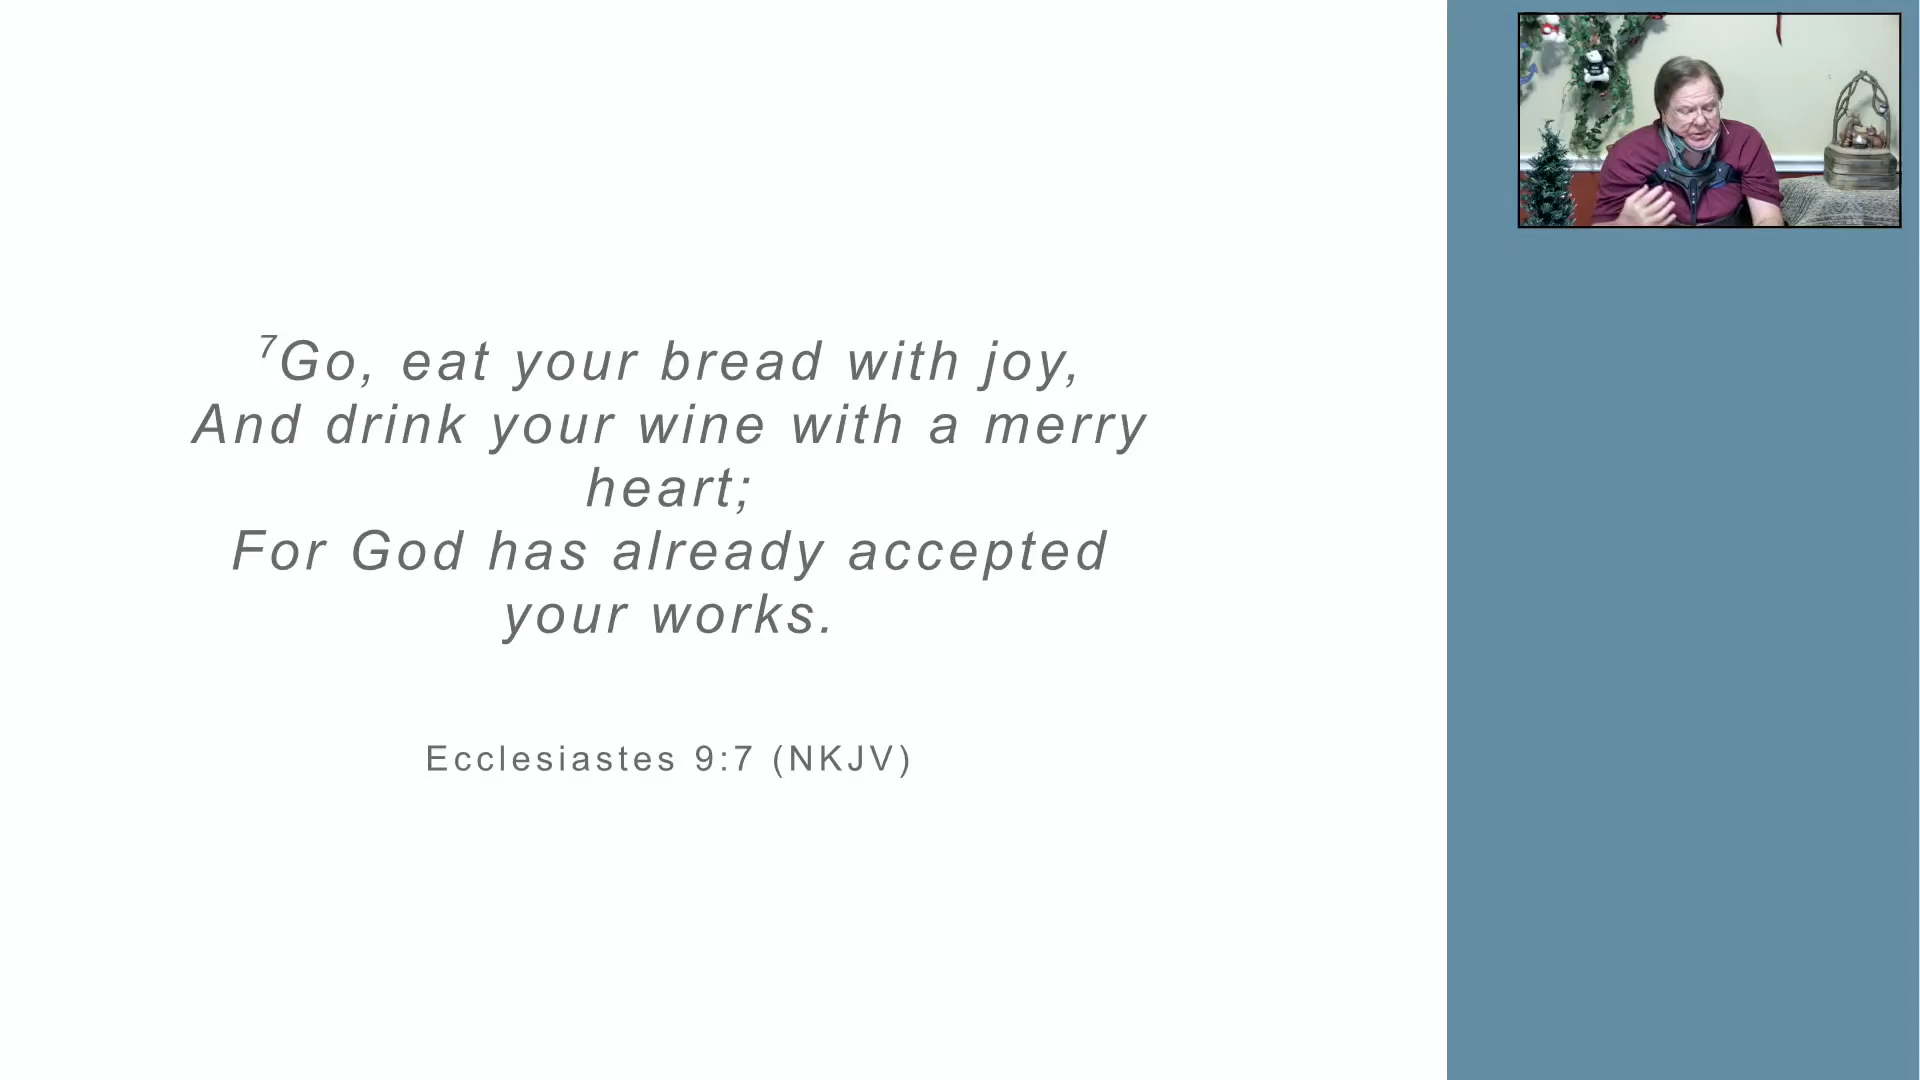 ⁷Go, eat your bread with joy,
And drink your wine with a merry
heart;
For God has already accepted
your works.
Ecclesiastes 9:7 (NKJV)